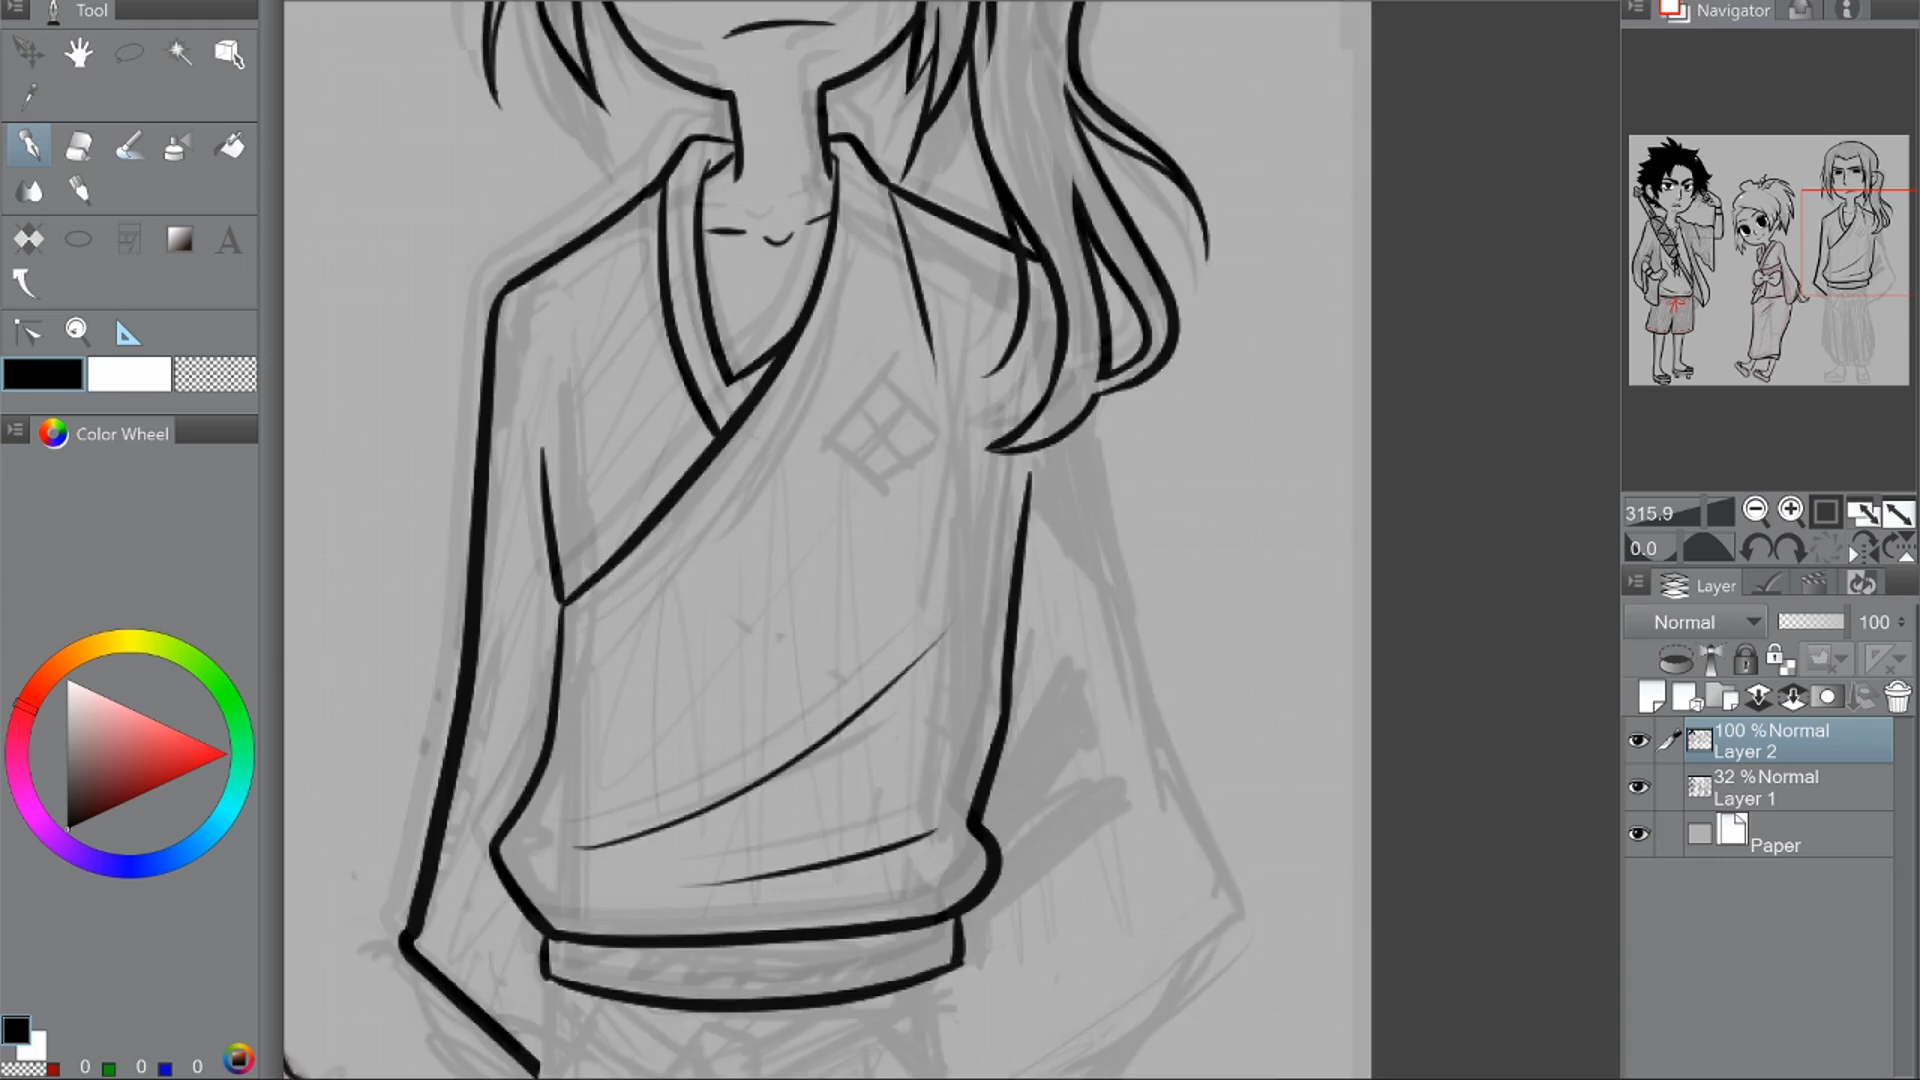 Tool
Navigator
A
Color Wheel
315.9
0.0
Layer
Normal
100
100 %Normal
Layer 2
32 %Normal
Layer 1
Paper
0
0
0